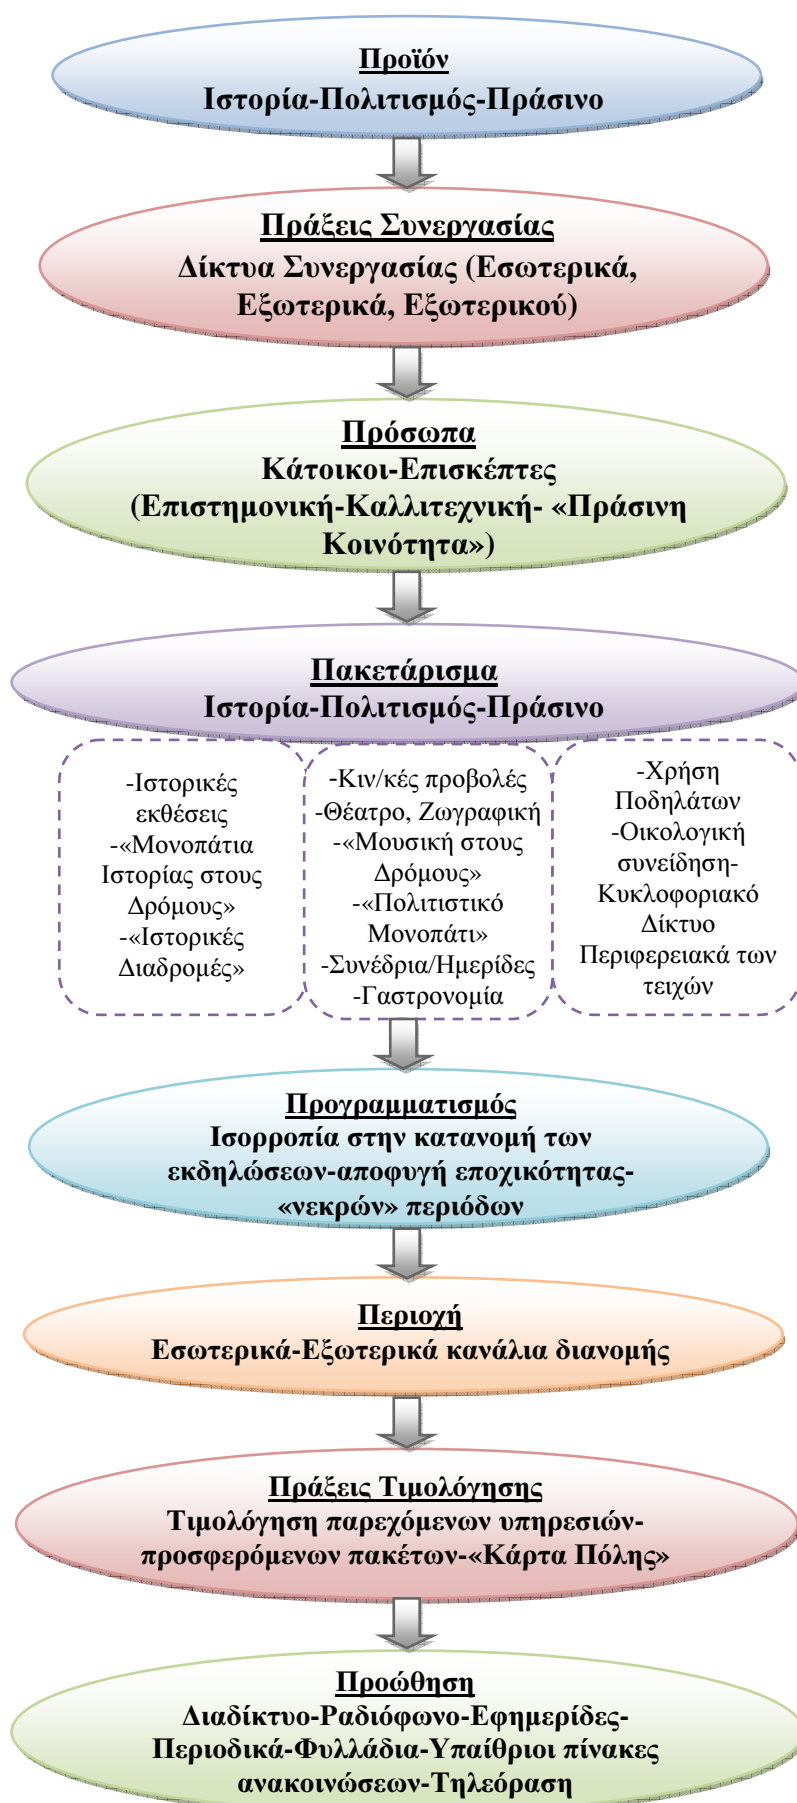 Προϊόν
Ιστορία-Πολιτισμός-Πράσινο
Πράξεις Συνεργασίας
Δίκτυα Συνεργασίας (Εσωτερικά,
Εξωτερικά, Εξωτερικού)
Πρόσωπα
Κάτοικοι-Επισκέπτες
(Επιστημονική-Καλλιτεχνική- «Πράσινη
Κοινότητα»)
Πακετάρισμα
Ιστορία-Πολιτισμός-Πράσινο
-Ιστορικές
εκθέσεις
-«Μονοπάτια
Ιστορίας στους
Δρόμους»
-«Ιστορικές
Διαδρομές»
-Κιν/κές προβολές
-Θέατρο, Ζωγραφική
-«Μουσική στους
Δρόμους»
-«Πολιτιστικό
Μονοπάτι»
-Συνέδρια/Ημερίδες
-Γαστρονομία
-Χρήση
Ποδηλάτων
-Οικολογική
συνείδηση-
Κυκλοφοριακό
Δίκτυο
Περιφερειακά των
τειχών
Προγραμματισμός
Ισορροπία στην κατανομή των
εκδηλώσεων-αποφυγή εποχικότητας-
«νεκρών» περιόδων
Περιοχή
Εσωτερικά-Εξωτερικά κανάλια διανομής
Πράξεις Τιμολόγησης
Τιμολόγηση παρεχόμενων υπηρεσιών-
προσφερόμενων πακέτων-«Κάρτα Πόλης»
Προώθηση
Διαδίκτυο-Ραδιόφωνο-Εφημερίδες-
Περιοδικά-Φυλλάδια-Υπαίθριοι πίνακες
ανακοινώσεων-Τηλεόραση